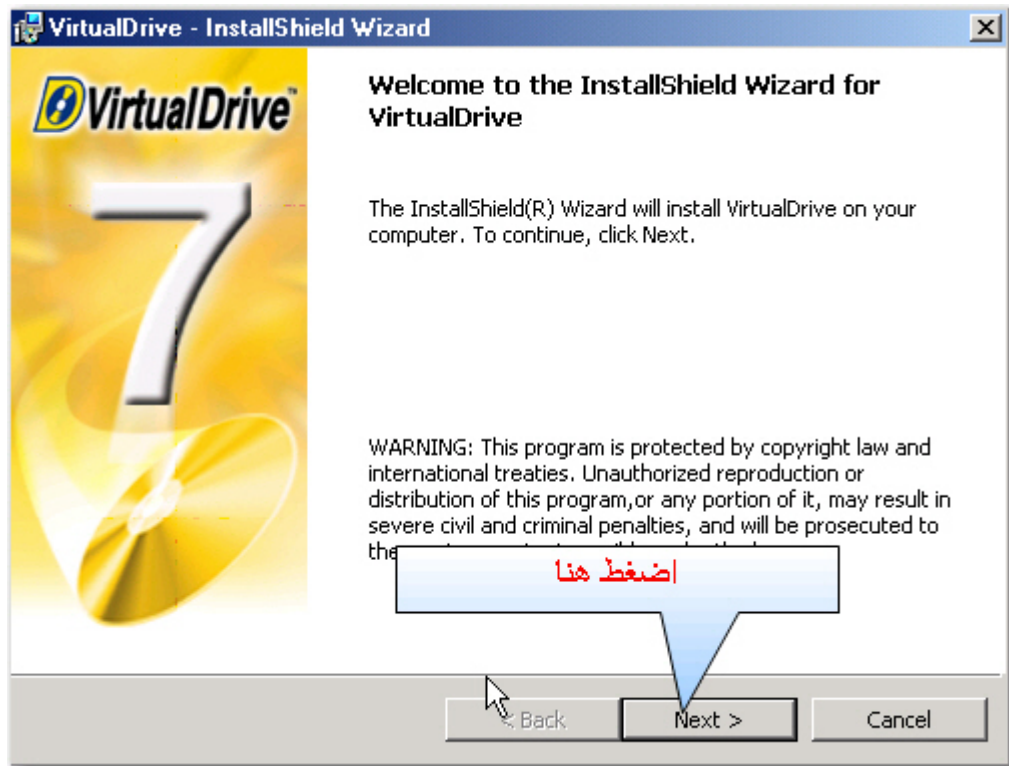 VirtualDrive - InstallShield Wizard
VirtualDrive™
7
Welcome to the InstallShield Wizard for
VirtualDrive
The InstallShield(R) Wizard will install VirtualDrive on your
computer. To continue, click Next.
WARNING: This program is protected by copyright law and
international treaties. Unauthorized reproduction or
distribution of this program,or any portion of it, may result in
severe civil and criminal penalties, and will be prosecuted to
اضغط هنا
< Back
Next >
Cancel